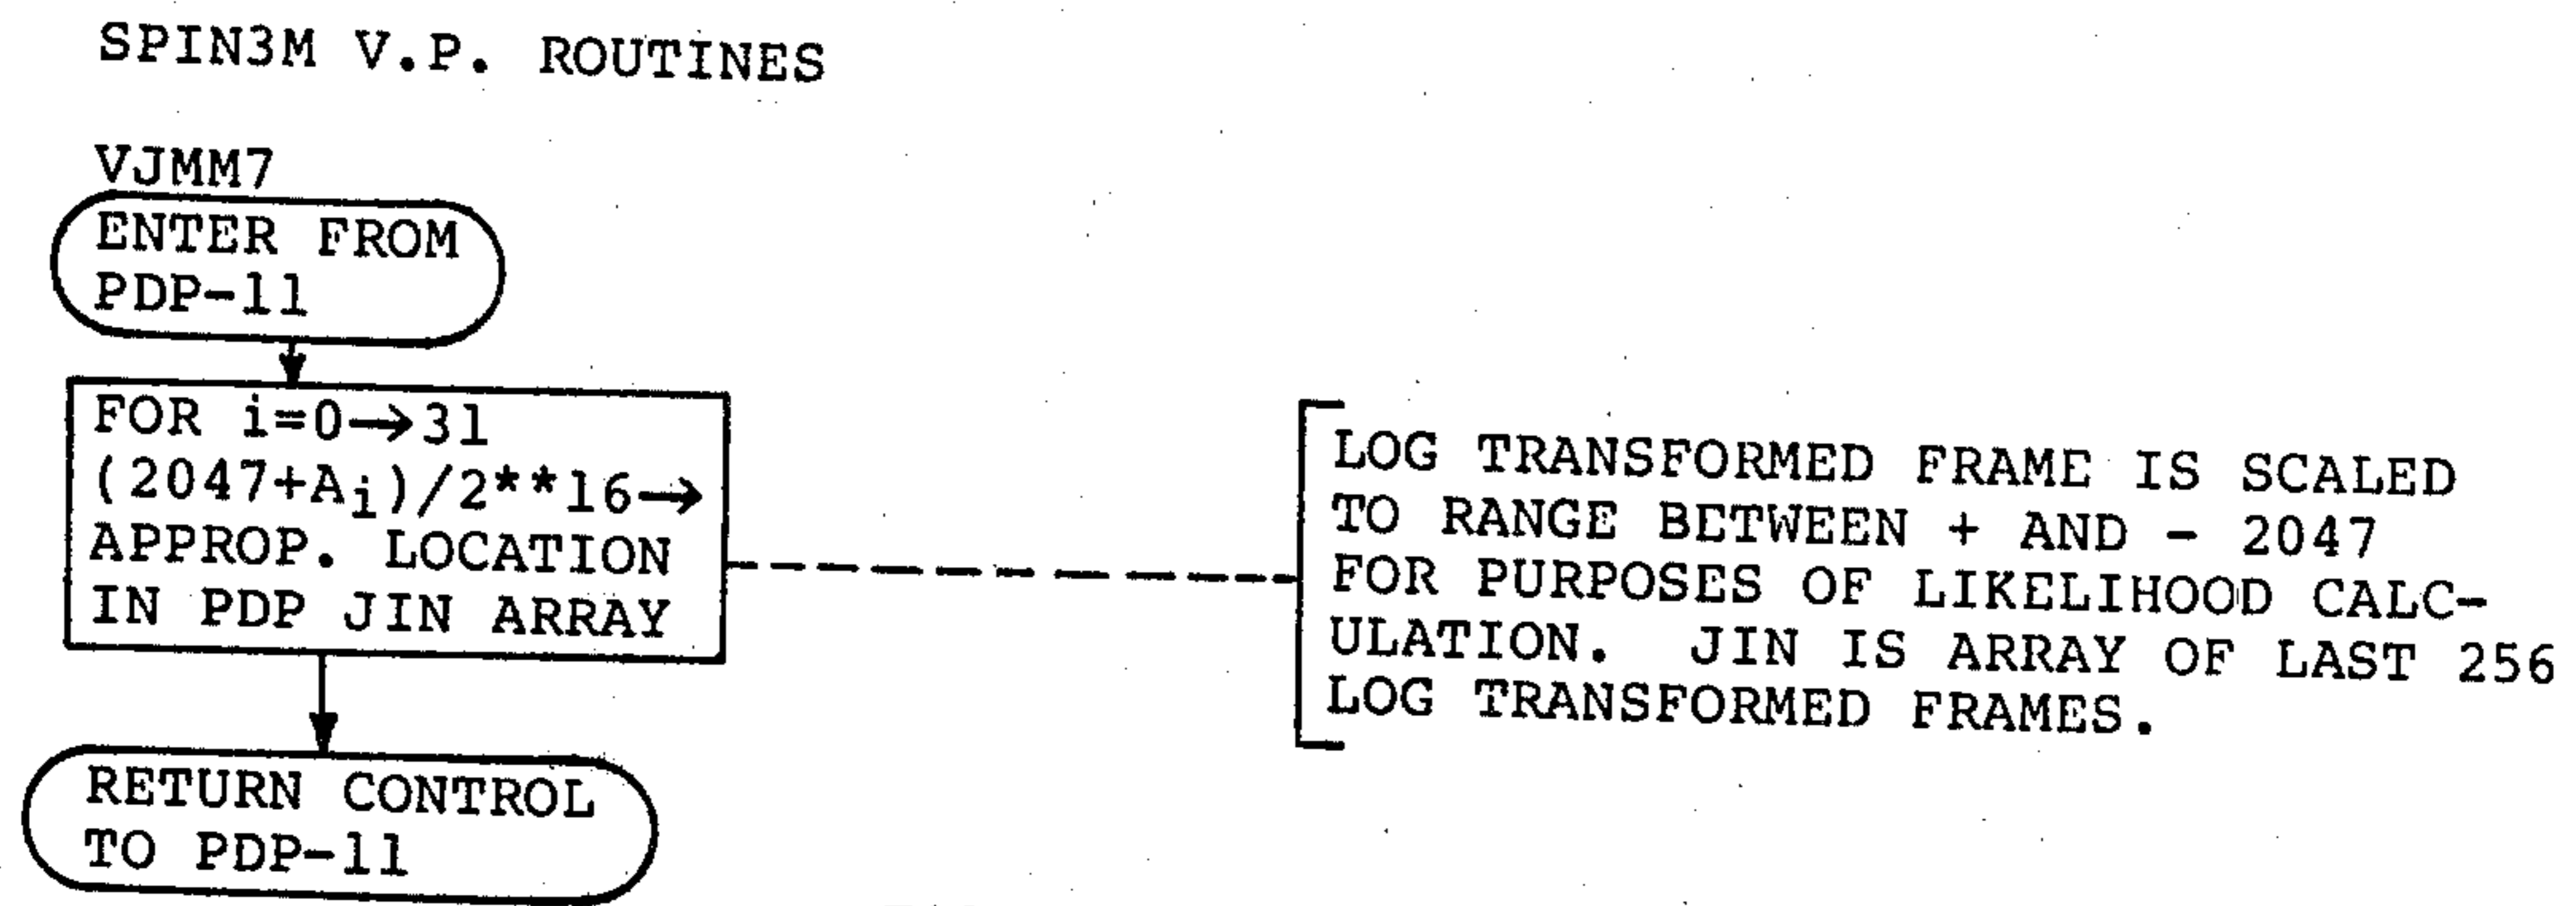 SPIN3M V.P. ROUTINES
VJMM7
ENTER FROM
PDP-11
FOR i=0→31
(2047+Ai)/2**16→
APPROP. LOCATION
IN PDP JIN ARRAY
LOG TRANSFORMED FRAME IS SCALED
TO RANGE BETWEEN + AND - 2047
FOR PURPOSES OF LIKELIHOOD CALC-
ULATION. JIN IS ARRAY OF LAST 256
LOG TRANSFORMED FRAMES.
RETURN CONTROL
TO PDP-11